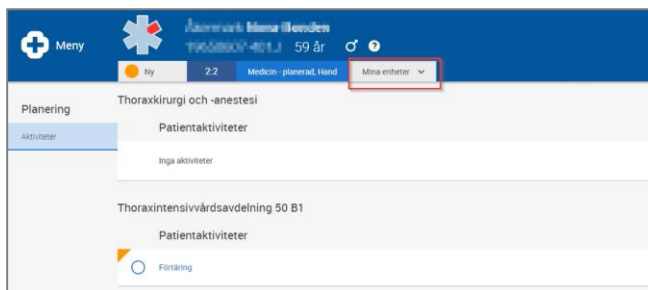 Meny
59 år
Ny
2:2
Medicin - planerad, Hand
Mina enheter
Planering
Aktiviteter
Thoraxkirurgi och -anestesi
Patientaktiviteter
Inga aktiviteter
Thoraxintensivvårdsavdelning 50 B1
Patientaktiviteter
Förtäring